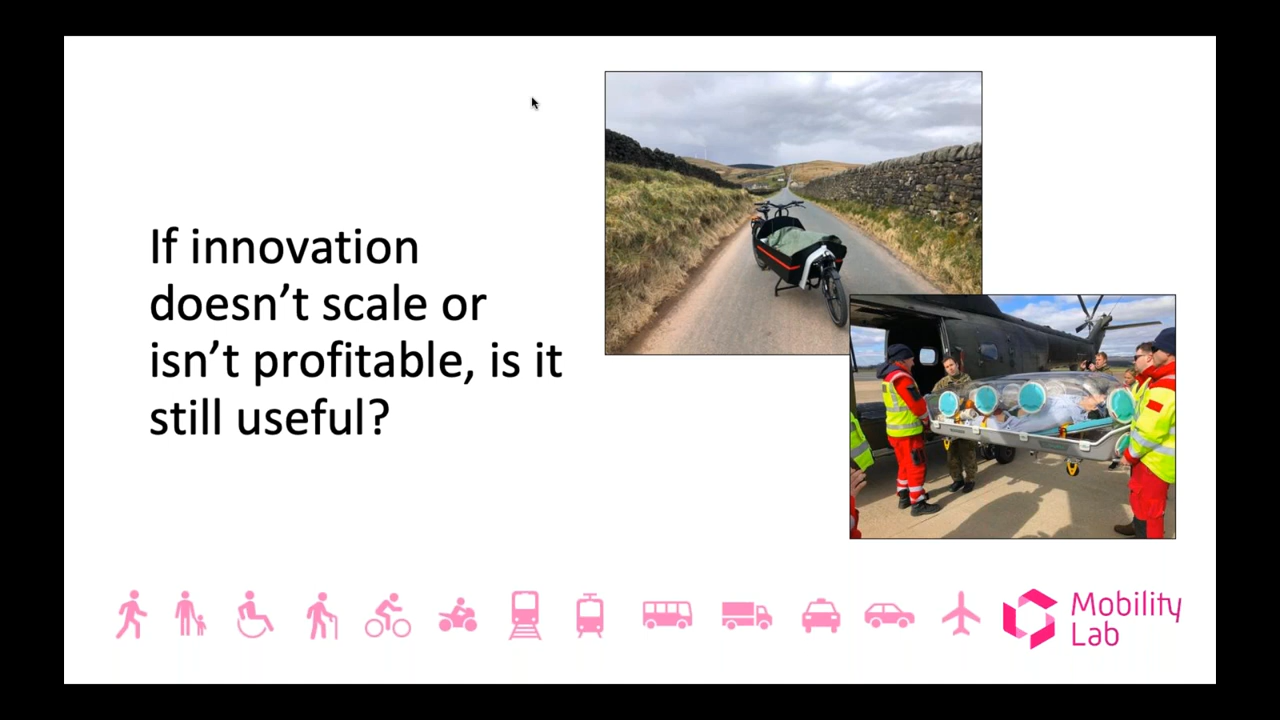 If innovation
doesn’t scale or
isn’t profitable, is it
still useful?
Mobility
Lab